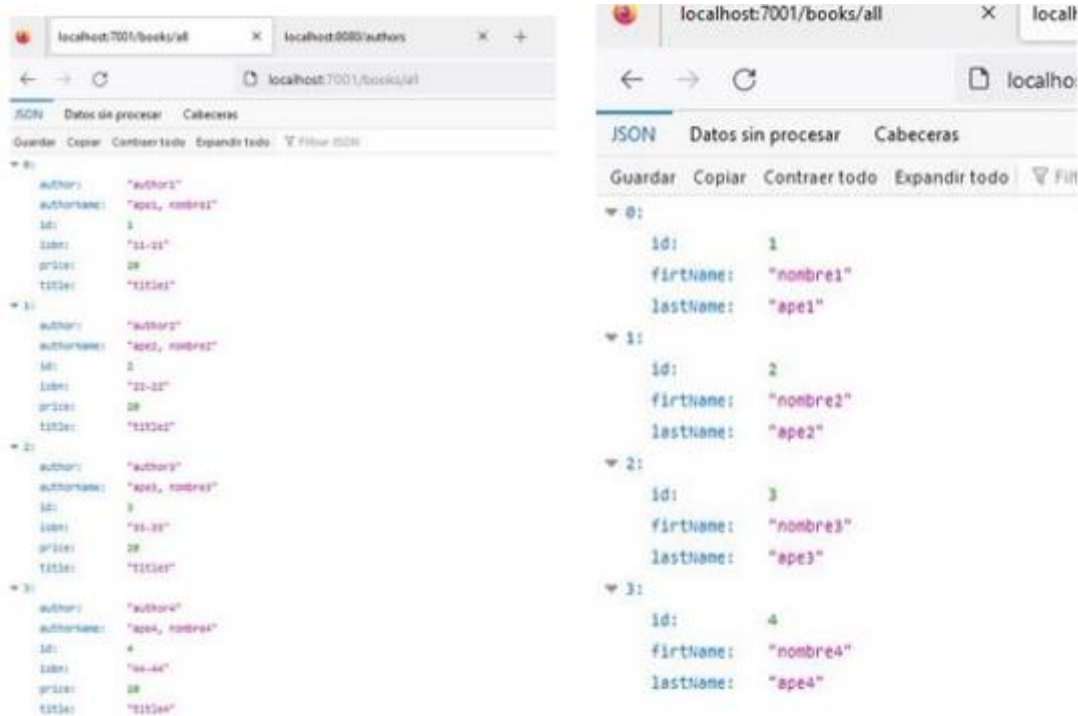 localhost:7001/books/all × localhost:8080/authors × +
localhost:7001/books/all
JSON Datos sin procesar Cabeceras
Guardar Copiar Contraer todo Expandir todo Filtrar JSON
0:
author: "author1"
authorname: "ape1, nombre1"
id: 1
isbn: "11-11"
price: 20
title: "title1"
1:
author: "author2"
authorname: "ape2, nombre2"
id: 2
isbn: "22-22"
price: 20
title: "title2"
2:
author: "author3"
authorname: "ape3, nombre3"
id: 3
isbn: "33-33"
price: 20
title: "title3"
3:
author: "author4"
authorname: "ape4, nombre4"
id: 4
isbn: "44-44"
price: 20
title: "title4"
localhost:7001/books/all × localh
localho
JSON Datos sin procesar Cabeceras
Guardar Copiar Contraer todo Expandir todo Filt
0:
id: 1
firtName: "nombre1"
lastName: "ape1"
1:
id: 2
firtName: "nombre2"
lastName: "ape2"
2:
id: 3
firtName: "nombre3"
lastName: "ape3"
3:
id: 4
firtName: "nombre4"
lastName: "ape4"